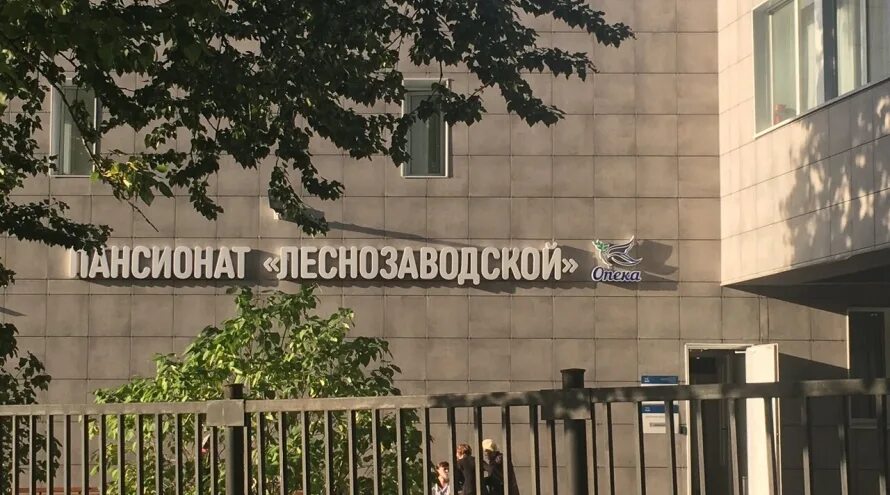 ПАНСИОНАТ «ЛЕСНОЗАВОДСКОЙ»
Опека